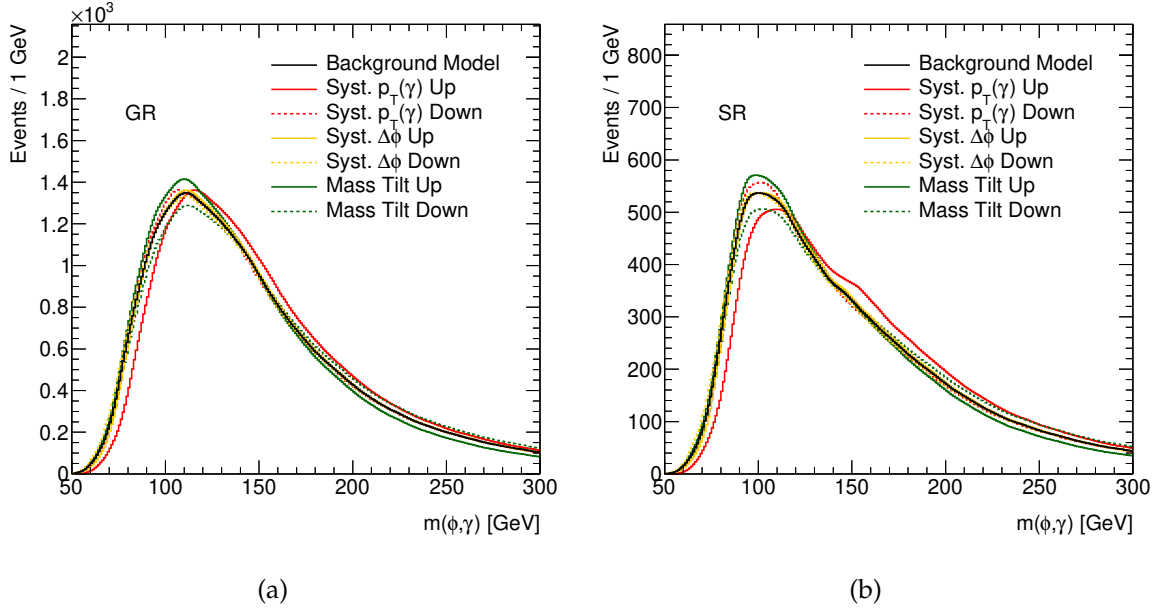 ×10³
Events / 1 GeV
2
1.8
1.6
1.4
1.2
1
0.8
0.6
0.4
0.2
0
GR
Background Model
Syst. p_T(γ) Up
Syst. p_T(γ) Down
Syst. Δϕ Up
Syst. Δϕ Down
Mass Tilt Up
Mass Tilt Down
50 100 150 200 250 300
m(ϕ,γ) [GeV]
(a)
Events / 1 GeV
800
700
600
500
400
300
200
100
0
SR
Background Model
Syst. p_T(γ) Up
Syst. p_T(γ) Down
Syst. Δϕ Up
Syst. Δϕ Down
Mass Tilt Up
Mass Tilt Down
50 100 150 200 250 300
m(ϕ,γ) [GeV]
(b)